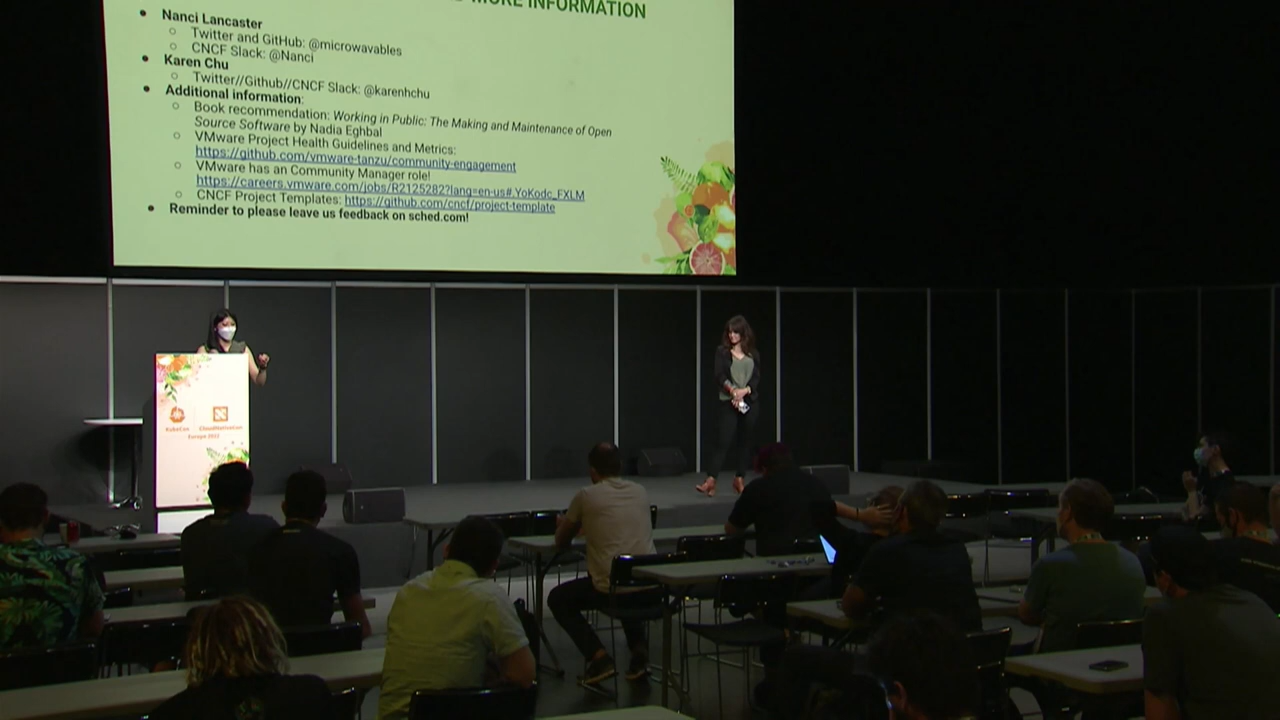 MORE INFORMATION
Nanci Lancaster
Twitter and GitHub: @microwavables
CNCF Slack: @Nanci
Karen Chu
Twitter//Github//CNCF Slack: @karenhchu
Additional information:
Book recommendation: Working in Public: The Making and Maintenance of Open
Source Software by Nadia Eghbal
VMware Project Health Guidelines and Metrics:
https://github.com/vmware-tanzu/community-engagement
VMware has an Community Manager role!
https://careers.vmware.com/jobs/R2125282?lang=en-us#.YoKodc_FXLM
CNCF Project Templates: https://github.com/cncf/project-template
Reminder to please leave us feedback on sched.com!
KubeCon CloudNativeCon
Europe 2022